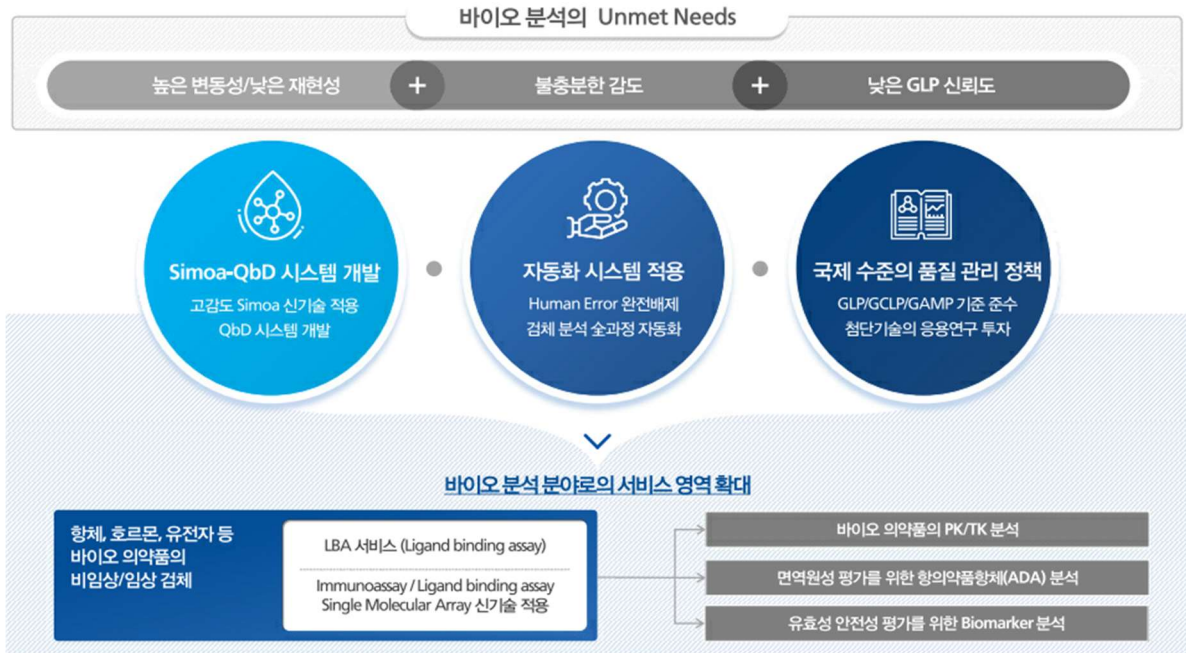 바이오 분석의 Unmet Needs
높은 변동성/낮은 재현성
+
불충분한 감도
+
낮은 GLP 신뢰도
Simoa-QbD 시스템 개발
고감도 Simoa 신기술 적용
QbD 시스템 개발
자동화 시스템 적용
Human Error 완전배제
검체 분석 全과정 자동화
국제 수준의 품질 관리 정책
GLP/GCLP/GAMP 기준 준수
첨단기술의 응용연구 투자
바이오 분석 분야로의 서비스 영역 확대
항체, 호르몬, 유전자 등
바이오 의약품의
비임상/임상 검체
LBA 서비스 (Ligand binding assay)
Immunoassay / Ligand binding assay
Single Molecular Array 신기술 적용
바이오 의약품의 PK/TK 분석
면역원성 평가를 위한 항의약품항체(ADA) 분석
유효성 안전성 평가를 위한 Biomarker 분석